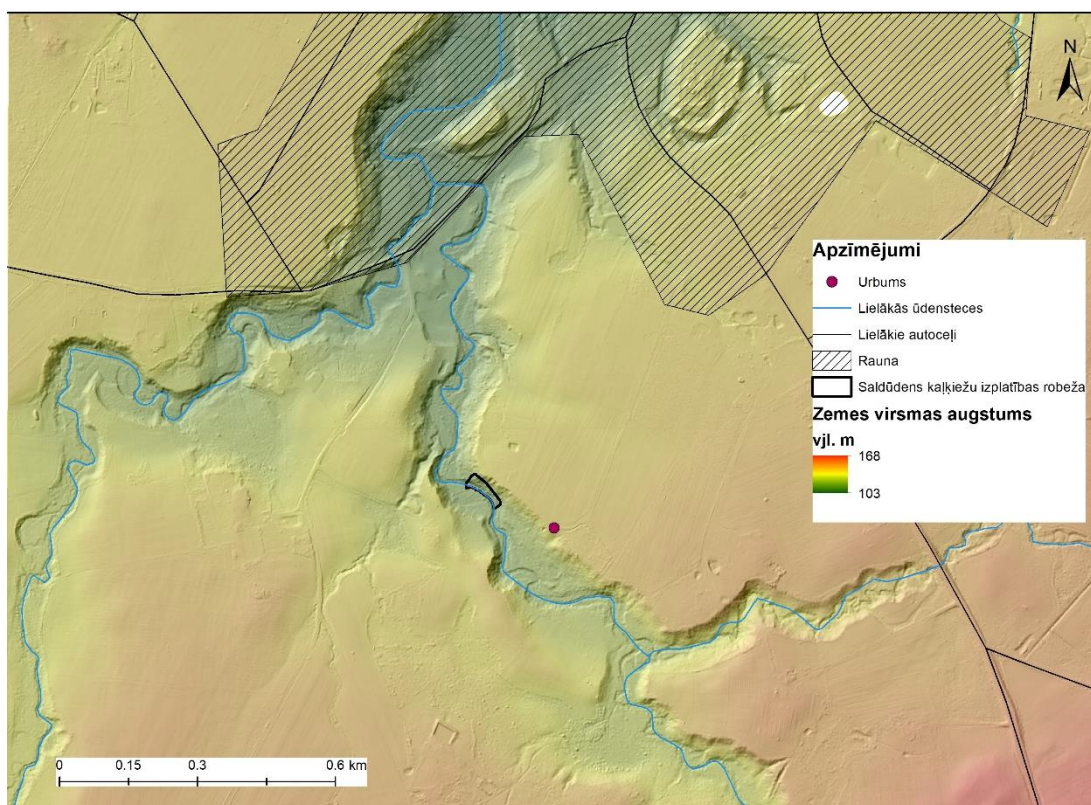 N
Apzīmējumi
Urbums
Lielākās ūdensteces
Lielākie autoceļi
Rauna
Saldūdens kaļķiežu izplatības robeža
Zemes virsmas augstums
vjl. m
168
103
0 0.15 0.3 0.6 km